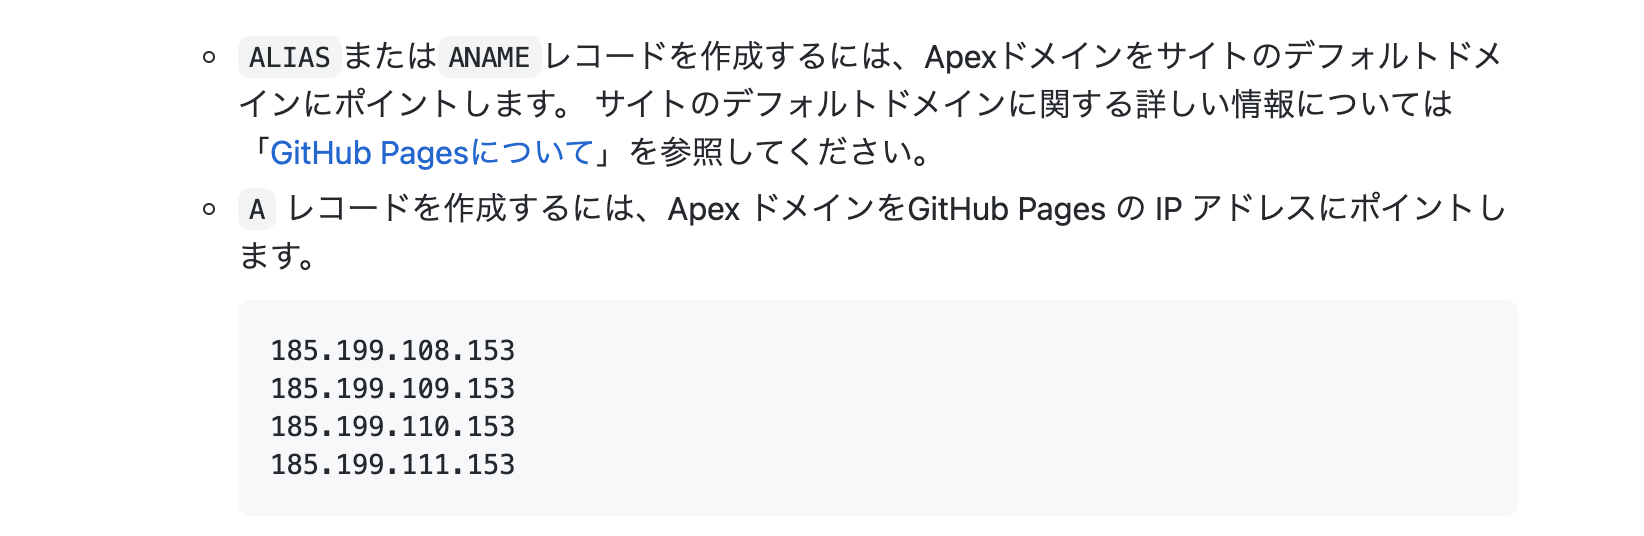 ALIASまたはANAMEレコードを作成するには、Apexドメインをサイトのデフォルトドメ
インにポイントします。 サイトのデフォルトドメインに関する詳しい情報については
「GitHub Pagesについて」を参照してください。
A レコードを作成するには、Apex ドメインをGitHub Pages の IP アドレスにポイントし
ます。
185.199.108.153
185.199.109.153
185.199.110.153
185.199.111.153